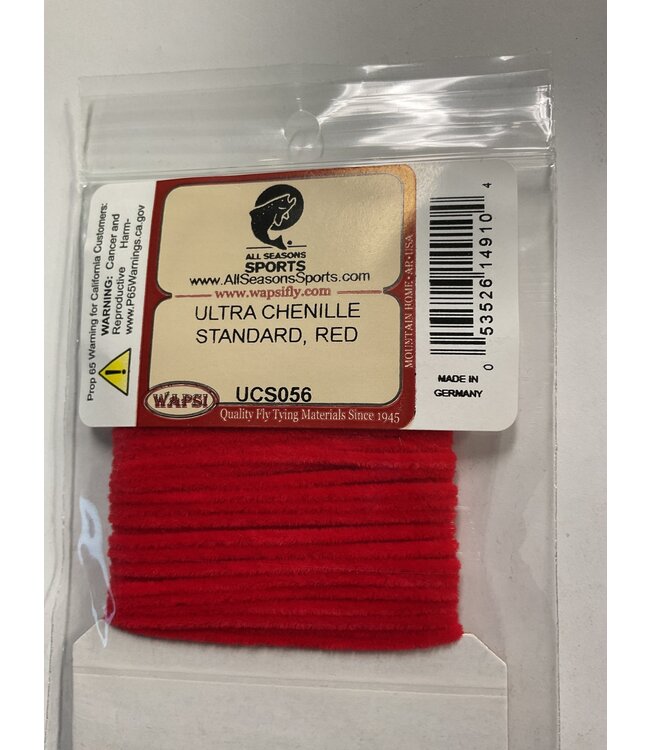 Prop 65 Warning for California Customers:
WARNING: Cancer and
Reproductive Harm-
www.P65Warnings.ca.gov
ALL SEASONS
SPORTS
www.AllSeasonsSports.com
www.wapsifly.com
ULTRA CHENILLE
STANDARD, RED
UCS056
WAPSI
Quality Fly Tying Materials Since 1945
MOUNTAIN HOME · AR · USA
0 53526 14910 4
MADE IN
GERMANY